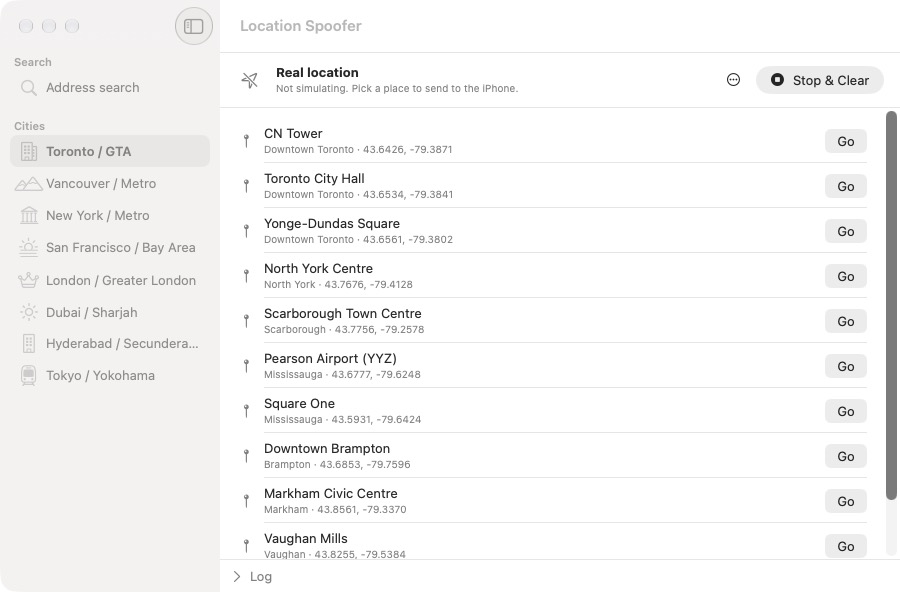 Location Spoofer
Search
Address search
Cities
Toronto / GTA
Vancouver / Metro
New York / Metro
San Francisco / Bay Area
London / Greater London
Dubai / Sharjah
Hyderabad / Secundera...
Tokyo / Yokohama
Real location
Not simulating. Pick a place to send to the iPhone.
Stop & Clear
CN Tower
Downtown Toronto · 43.6426, -79.3871
Go
Toronto City Hall
Downtown Toronto · 43.6534, -79.3841
Go
Yonge-Dundas Square
Downtown Toronto · 43.6561, -79.3802
Go
North York Centre
North York · 43.7676, -79.4128
Go
Scarborough Town Centre
Scarborough · 43.7756, -79.2578
Go
Pearson Airport (YYZ)
Mississauga · 43.6777, -79.6248
Go
Square One
Mississauga · 43.5931, -79.6424
Go
Downtown Brampton
Brampton · 43.6853, -79.7596
Go
Markham Civic Centre
Markham · 43.8561, -79.3370
Go
Vaughan Mills
Vaughan · 43.8255, -79.5384
Go
Log